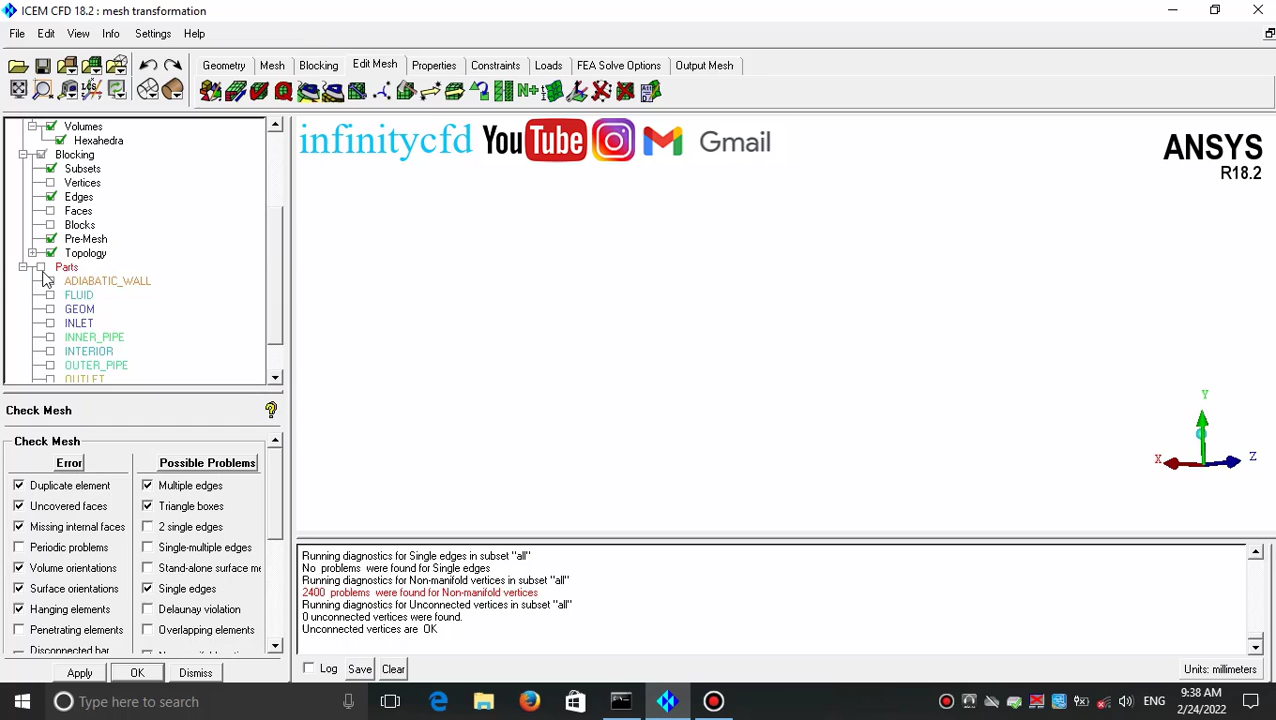 ICEM CFD 18.2 : mesh transformation
File Edit View Info Settings Help
Geometry Mesh Blocking Edit Mesh Properties Constraints Loads FEA Solve Options Output Mesh
Volumes
Hexahedra
Blocking
Subsets
Vertices
Edges
Faces
Blocks
Pre-Mesh
Topology
Parts
ADIABATIC_WALL
FLUID
GEOM
INLET
INNER_PIPE
INTERIOR
OUTER_PIPE
OUTLET
infinitycfd YouTube Gmail
ANSYS
R18.2
Y
X
Z
Check Mesh
Check Mesh
Error Possible Problems
Duplicate element Multiple edges
Uncovered faces Triangle boxes
Missing internal faces 2 single edges
Periodic problems Single-multiple edges
Volume orientations Stand-alone surface me
Surface orientations Single edges
Hanging elements Delaunay violation
Penetrating elements Overlapping elements
Disconnected bar
Apply OK Dismiss
Running diagnostics for Single edges in subset "all"
No problems were found for Single edges
Running diagnostics for Non-manifold vertices in subset "all"
2400 problems were found for Non-manifold vertices
Running diagnostics for Unconnected vertices in subset "all"
0 unconnected vertices were found.
Unconnected vertices are OK
Log Save Clear
Units: millimeters
Type here to search
ENG
9:38 AM
2/24/2022